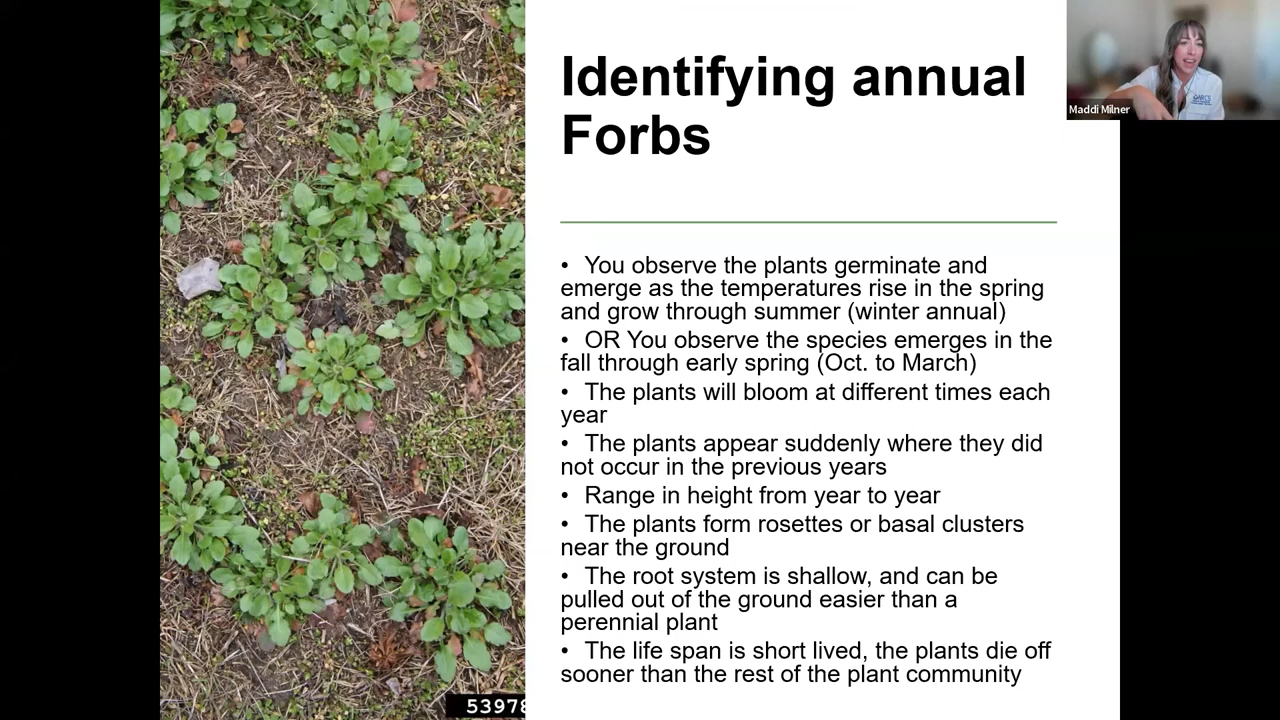 Identifying annual
Forbs
• You observe the plants germinate and
emerge as the temperatures rise in the spring
and grow through summer (winter annual)
• OR You observe the species emerges in the
fall through early spring (Oct. to March)
• The plants will bloom at different times each
year
• The plants appear suddenly where they did
not occur in the previous years
• Range in height from year to year
• The plants form rosettes or basal clusters
near the ground
• The root system is shallow, and can be
pulled out of the ground easier than a
perennial plant
• The life span is short lived, the plants die off
sooner than the rest of the plant community
Maddi Milner